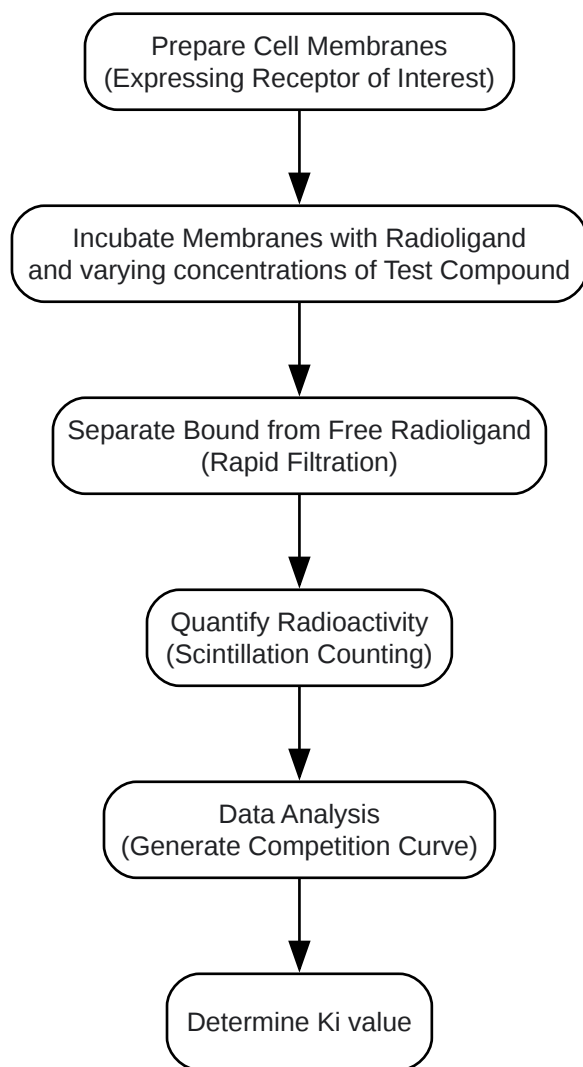 Prepare Cell Membranes
(Expressing Receptor of Interest)
Incubate Membranes with Radioligand
and varying concentrations of Test Compound
Separate Bound from Free Radioligand
(Rapid Filtration)
Quantify Radioactivity
(Scintillation Counting)
Data Analysis
(Generate Competition Curve)
Determine Ki value